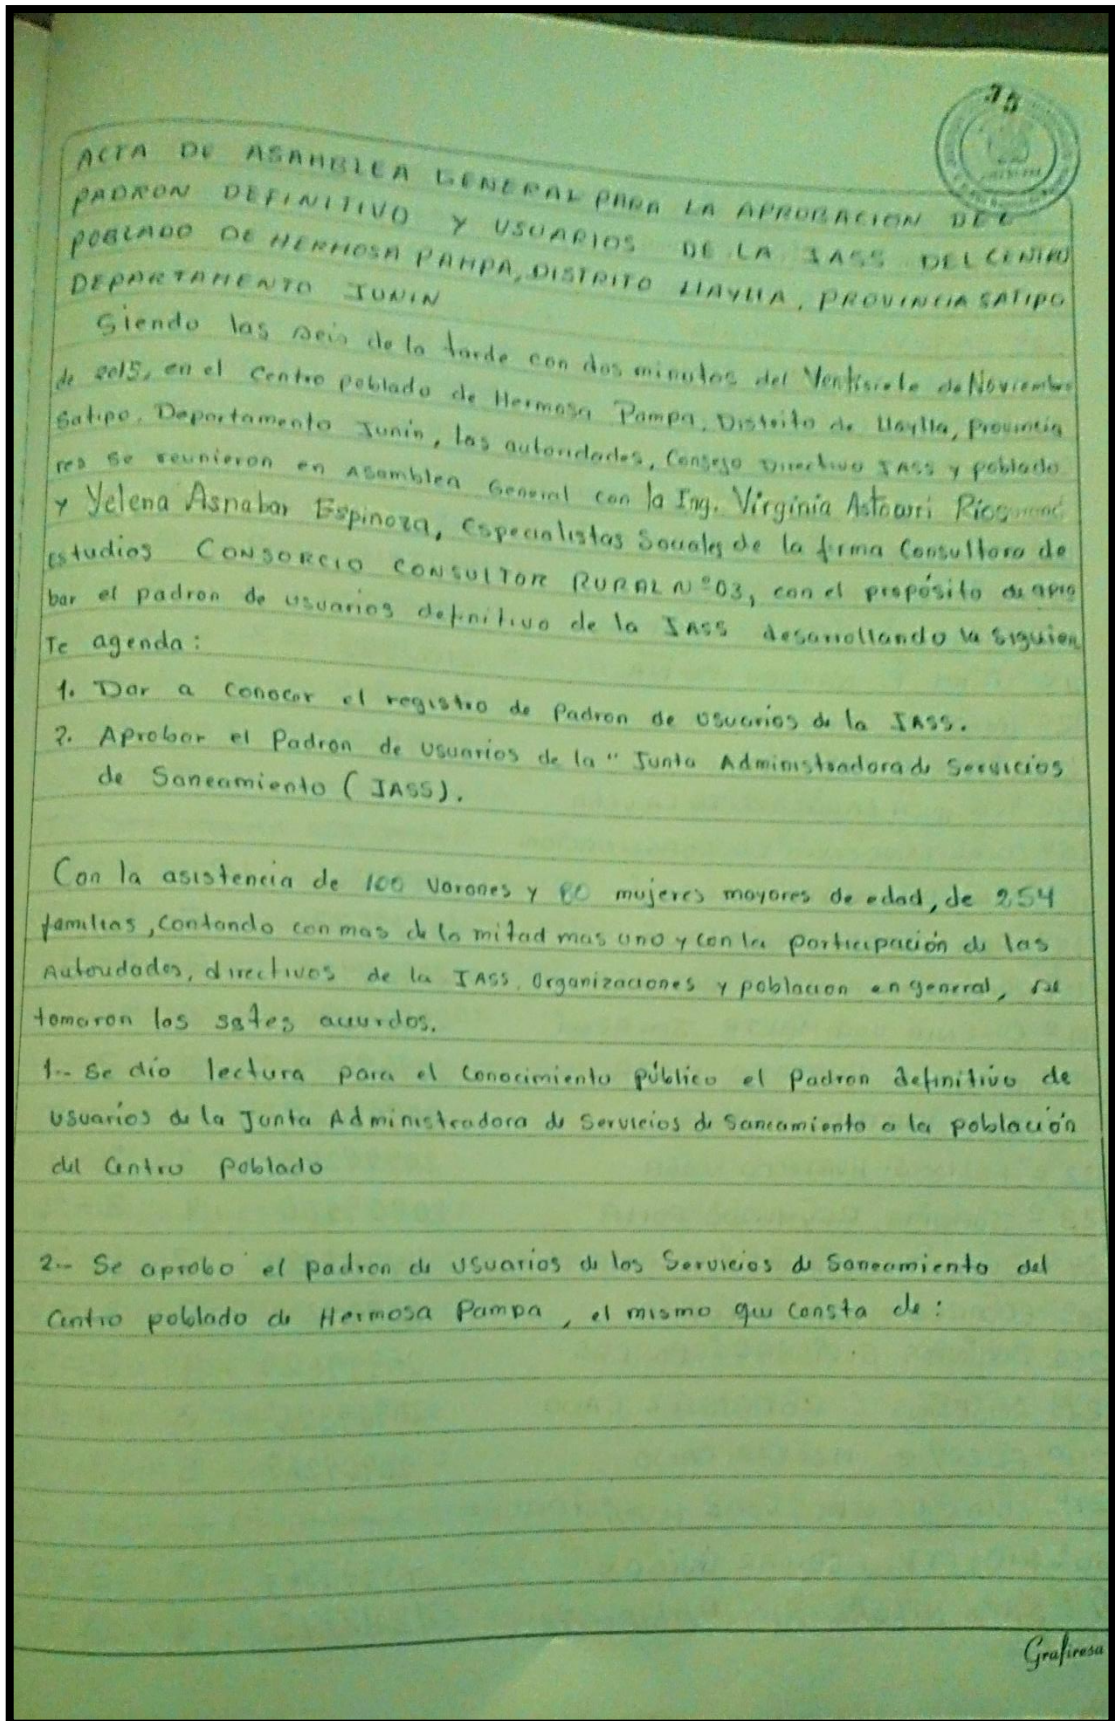 35
ACTA DE ASAMBLEA GENERAL PARA LA APROBACION DEL
PADRON DEFINITIVO Y USUARIOS DE LA JASS DEL CENTRO
POBLADO DE HERMOSA PAMPA, DISTRITO LLAYLLA, PROVINCIA SATIPO
DEPARTAMENTO JUNIN
Siendo las seis de la tarde con dos minutos del Ventisiete de Noviembre
de 2015, en el Centro poblado de Hermosa Pampa, Distrito de Llaylla, Provincia
Satipo, Departamento Junín, las autoridades, Consejo Directivo JASS y poblado
res se reunieron en Asamblea General con la Ing. Virginia Astowri
y Yelena Asnabar Espinoza, Especialistas Sociales de la firma Consultora de
Estudios CONSORCIO CONSULTOR RURAL Nº 03, con el propósito de apro
bar el padron de usuarios definitivo de la JASS desarrollando la siguien
Te agenda:
1. Dar a conocer el registro de Padron de usuarios de la JASS.
2. Aprobar el Padron de usuarios de la "Junta Administradora de Servicios
de Saneamiento (JASS).
Con la asistencia de 100 Varones y 80 mujeres mayores de edad, de 254
familias, contando con mas de la mitad mas uno y con la participación de las
Autoridades, directivos de la JASS, Organizaciones y poblacion en general, se
tomaron los sgtes acuerdos.
1.- Se dío lectura para el Conocimiento público el Padron definitivo de
Usuarios de la Junta Administradora de Servicios de Saneamiento a la población
del Centro Poblado
2.- Se aprobo el padron de usuarios de los Servicios de Saneamiento del
Centro poblado de Hermosa Pampa, el mismo que consta de:
Grafiresa